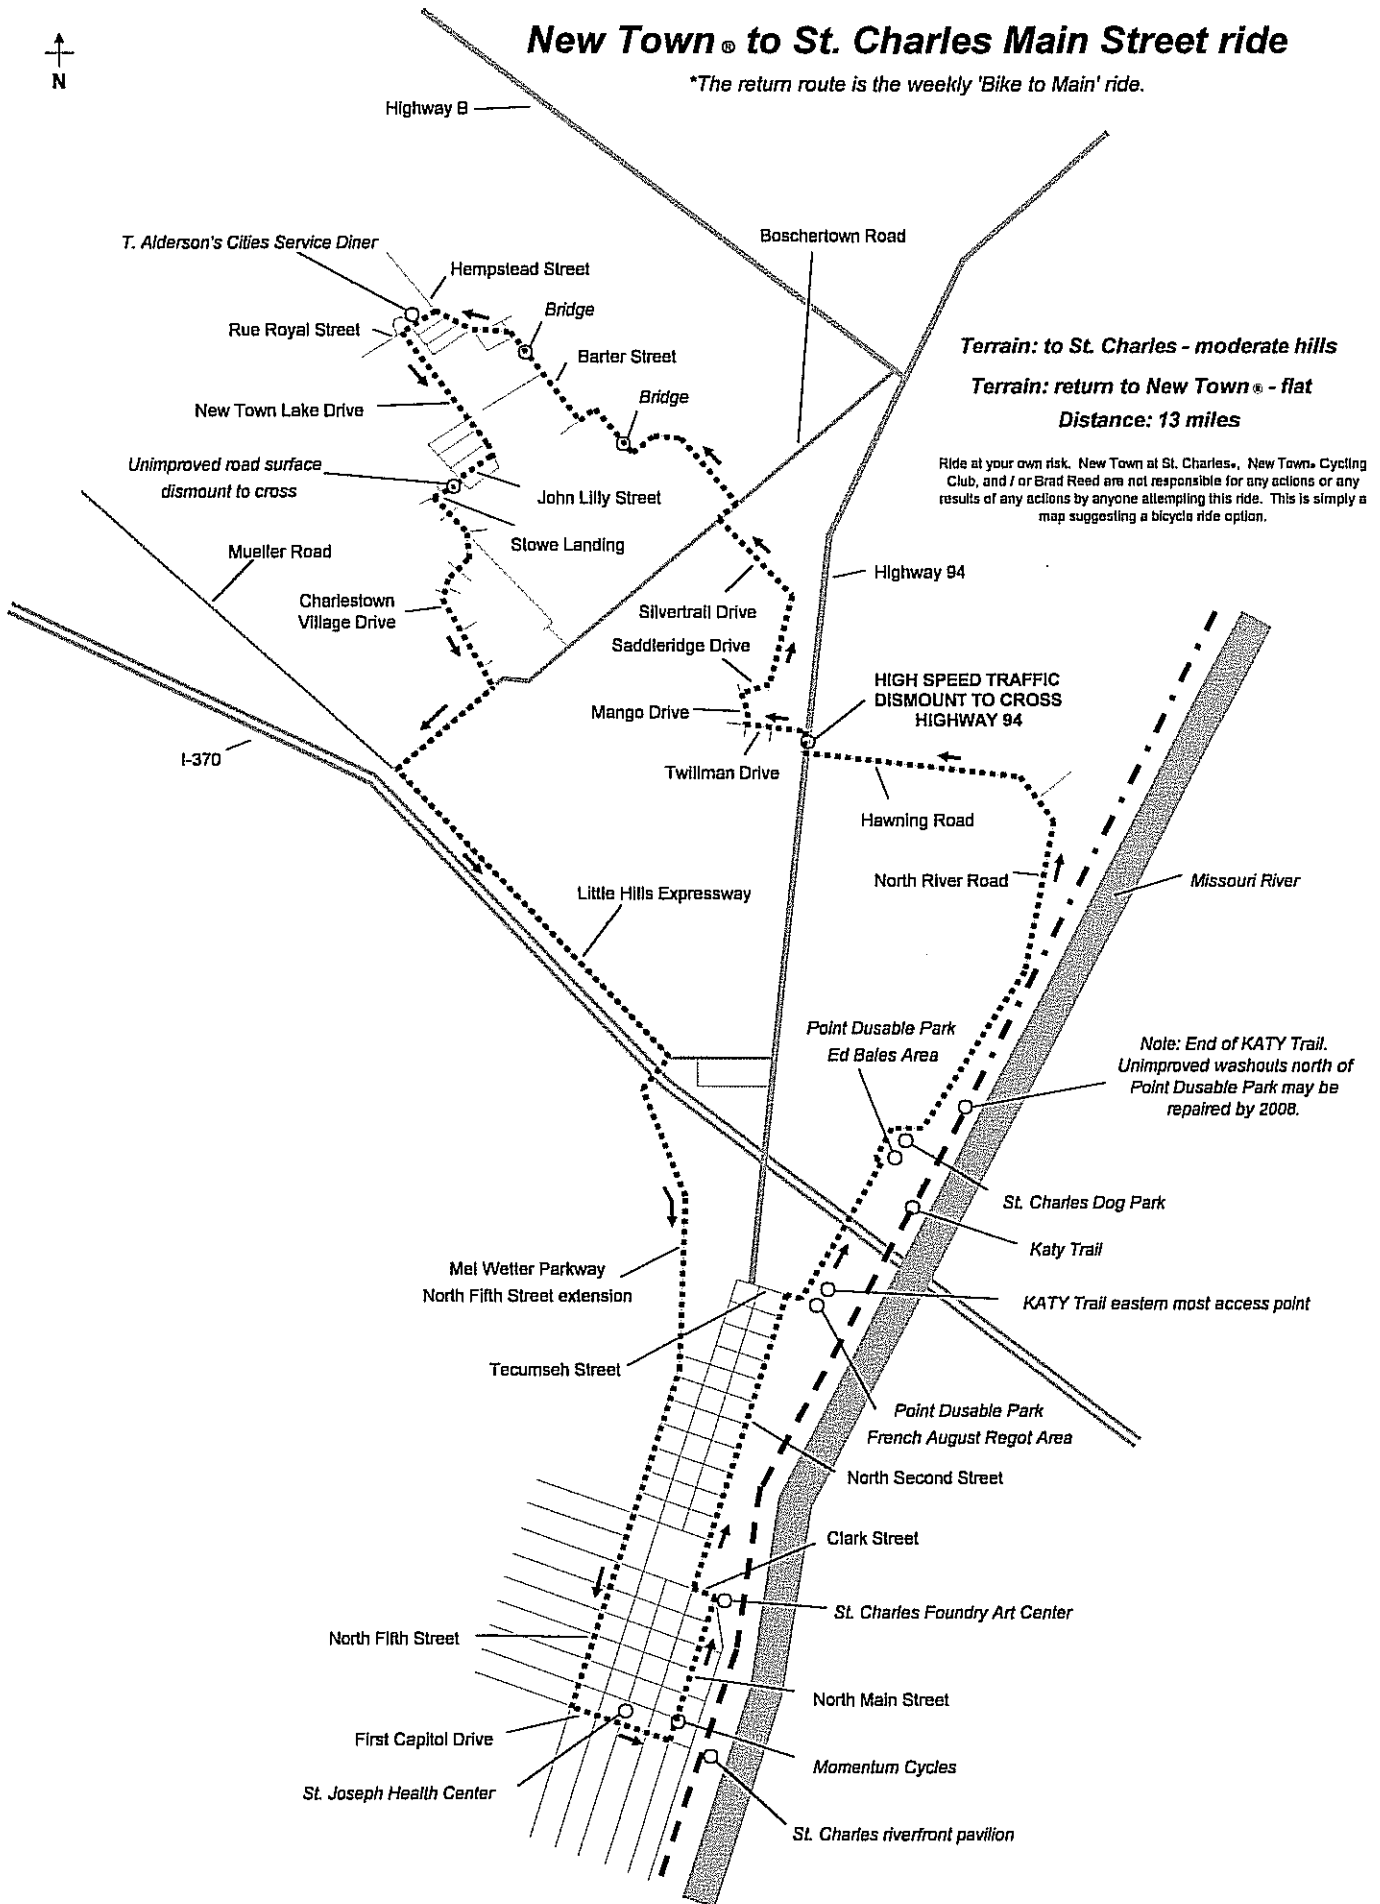 New Town ® to St. Charles Main Street ride
*The return route is the weekly 'Bike to Main' ride.
N
Highway B
T. Alderson's Cities Service Diner
Hempstead Street
Boschertown Road
Rue Royal Street
Bridge
Barter Street
Terrain: to St. Charles - moderate hills
Terrain: return to New Town ® - flat
Distance: 13 miles
New Town Lake Drive
Bridge
Unimproved road surface
dismount to cross
John Lilly Street
Ride at your own risk. New Town at St. Charles®, New Town® Cycling
Club, and / or Brad Reed are not responsible for any actions or any
results of any actions by anyone attempting this ride. This is simply a
map suggesting a bicycle ride option.
Stowe Landing
Mueller Road
Highway 94
Charlestown
Village Drive
Silvertrail Drive
Saddleridge Drive
HIGH SPEED TRAFFIC
DISMOUNT TO CROSS
HIGHWAY 94
Mango Drive
I-370
Twillman Drive
Hawning Road
North River Road
Missouri River
Little Hills Expressway
Point Dusable Park
Ed Bales Area
Note: End of KATY Trail.
Unimproved washouts north of
Point Dusable Park may be
repaired by 2008.
St. Charles Dog Park
Katy Trail
Mel Wetter Parkway
North Fifth Street extension
KATY Trail eastern most access point
Tecumseh Street
Point Dusable Park
French August Regot Area
North Second Street
Clark Street
St. Charles Foundry Art Center
North Fifth Street
North Main Street
First Capitol Drive
Momentum Cycles
St. Joseph Health Center
St. Charles riverfront pavilion